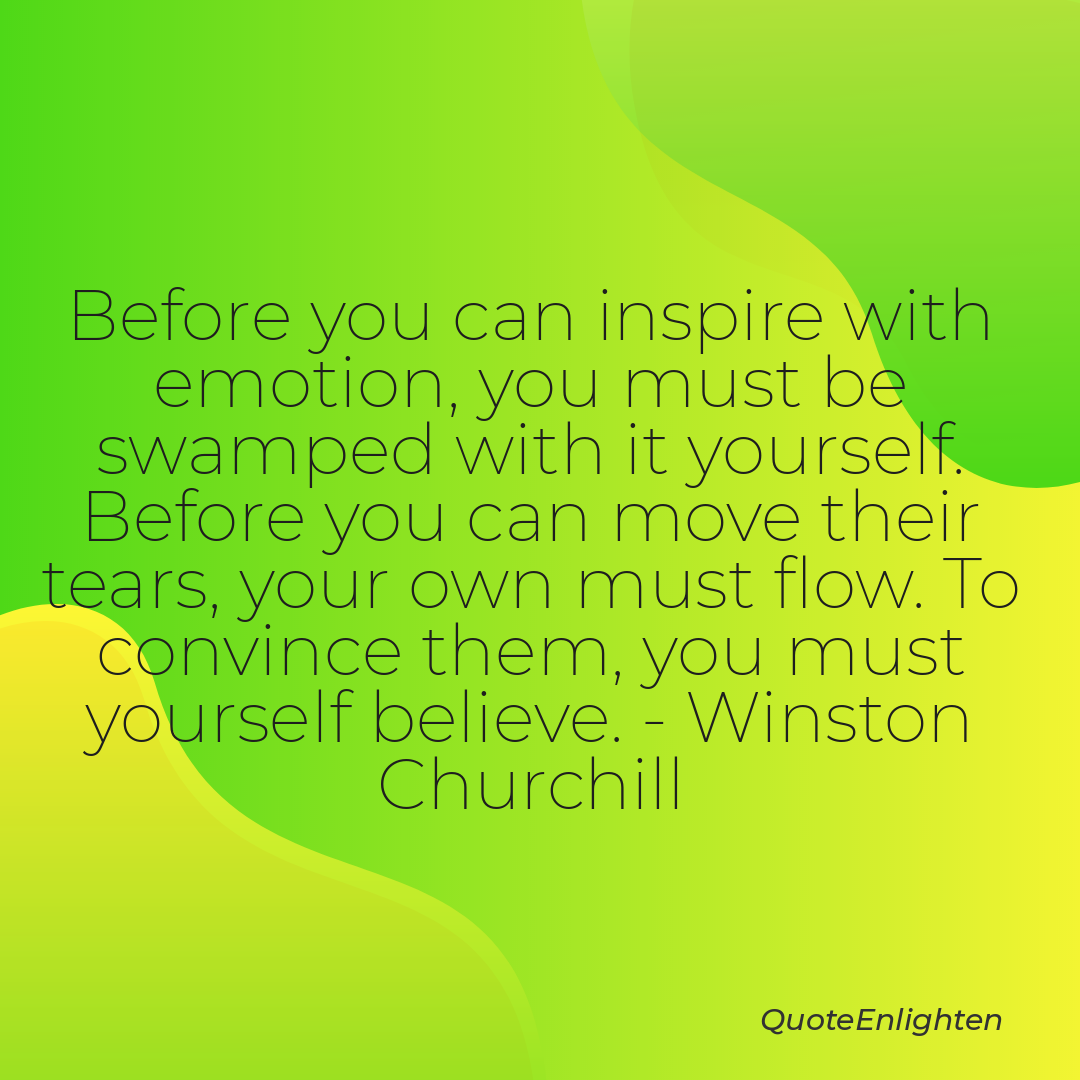 Before you can inspire with
emotion, you must be
swamped with it yourself.
Before you can move their
tears, your own must flow. To
convince them, you must
yourself believe. - Winston
Churchill
QuoteEnlighten